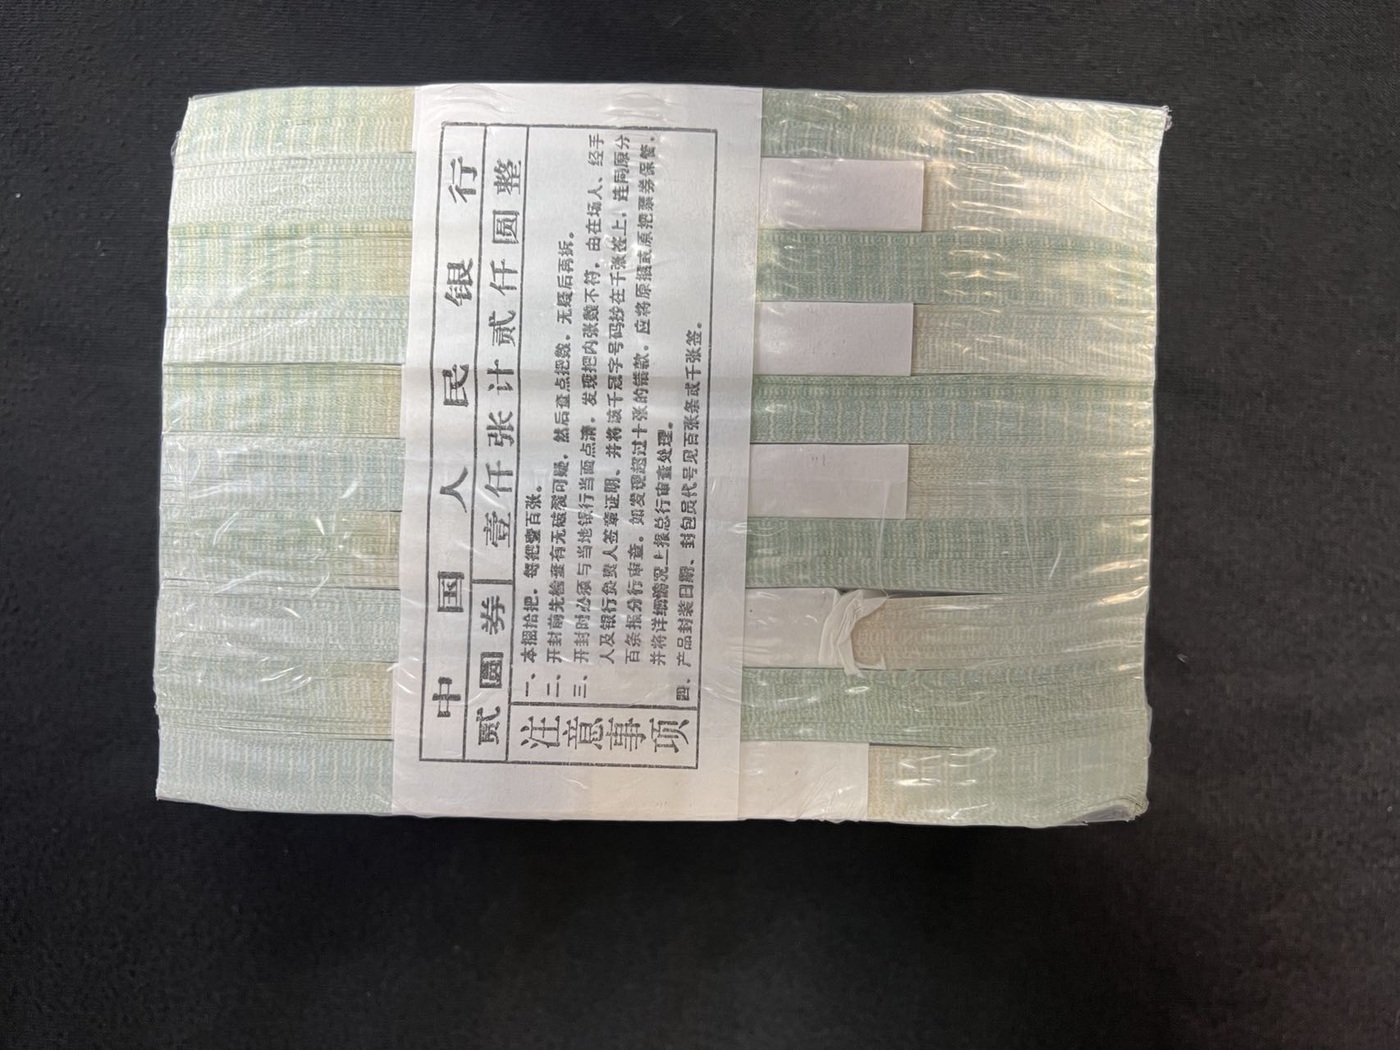 中国人民银行
贰圆券 壹仟张计贰仟圆整
注意事项
一、本捆拾把，每把壹百张。
二、开封前先检查有无破裂可疑，然后查点把数，无疑后再拆。
三、开封时必须与当地银行当面点清。发现把内张数不符，由在场人、经手
人及银行负责人签章证明、并将该千冠字号码抄在千张签上，连同原分
百条报分行审查。如发现超过十张的错款。应将原捆或原把票券保管，
并将详细情况上报总行审查处理。
四、产品封装日期、封包员代号见百张条或千张签。